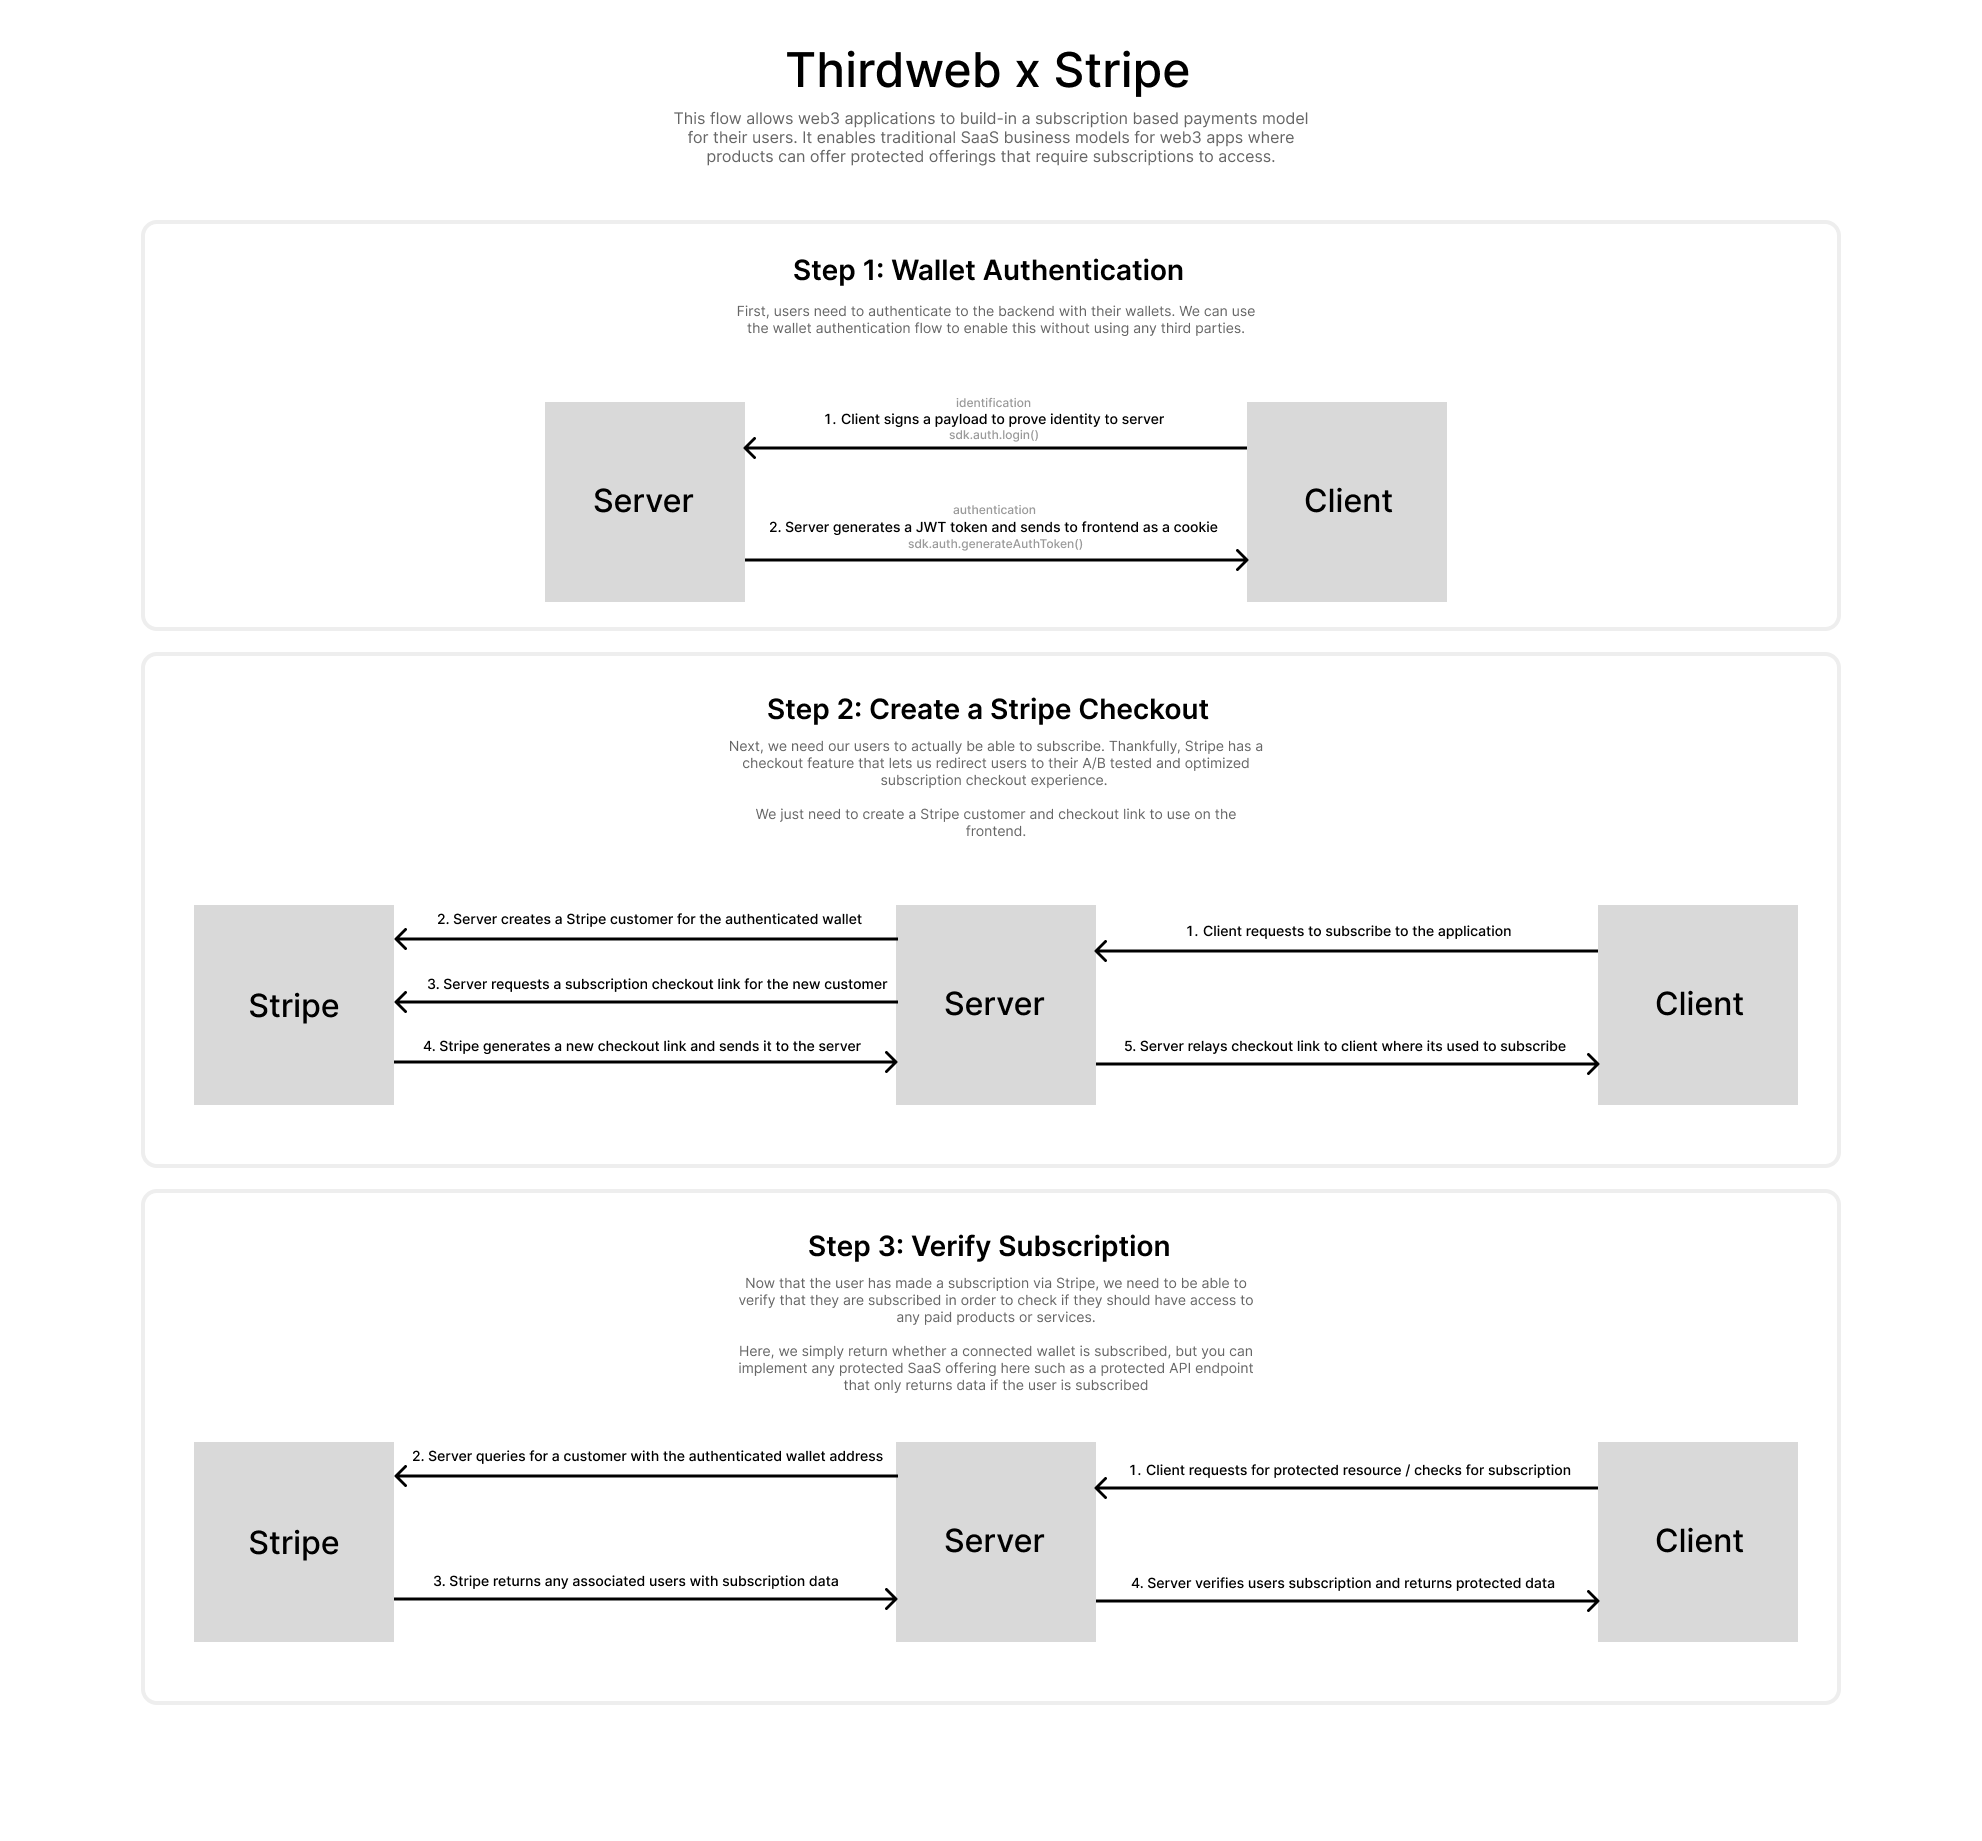 Thirdweb x Stripe
This flow allows web3 applications to build-in a subscription based payments model
for their users. It enables traditional SaaS business models for web3 apps where
products can offer protected offerings that require subscriptions to access.
Step 1: Wallet Authentication
First, users need to authenticate to the backend with their wallets. We can use
the wallet authentication flow to enable this without using any third parties.
identification
1. Client signs a payload to prove identity to server
sdk.auth.login()
Server
Client
authentication
2. Server generates a JWT token and sends to frontend as a cookie
sdk.auth.generateAuthToken()
Step 2: Create a Stripe Checkout
Next, we need our users to actually be able to subscribe. Thankfully, Stripe has a
checkout feature that lets us redirect users to their A/B tested and optimized
subscription checkout experience.
We just need to create a Stripe customer and checkout link to use on the
frontend.
2. Server creates a Stripe customer for the authenticated wallet
1. Client requests to subscribe to the application
3. Server requests a subscription checkout link for the new customer
Stripe
Server
Client
4. Stripe generates a new checkout link and sends it to the server
5. Server relays checkout link to client where its used to subscribe
Step 3: Verify Subscription
Now that the user has made a subscription via Stripe, we need to be able to
verify that they are subscribed in order to check if they should have access to
any paid products or services.
Here, we simply return whether a connected wallet is subscribed, but you can
implement any protected SaaS offering here such as a protected API endpoint
that only returns data if the user is subscribed
2. Server queries for a customer with the authenticated wallet address
1. Client requests for protected resource / checks for subscription
Stripe
Server
Client
3. Stripe returns any associated users with subscription data
4. Server verifies users subscription and returns protected data